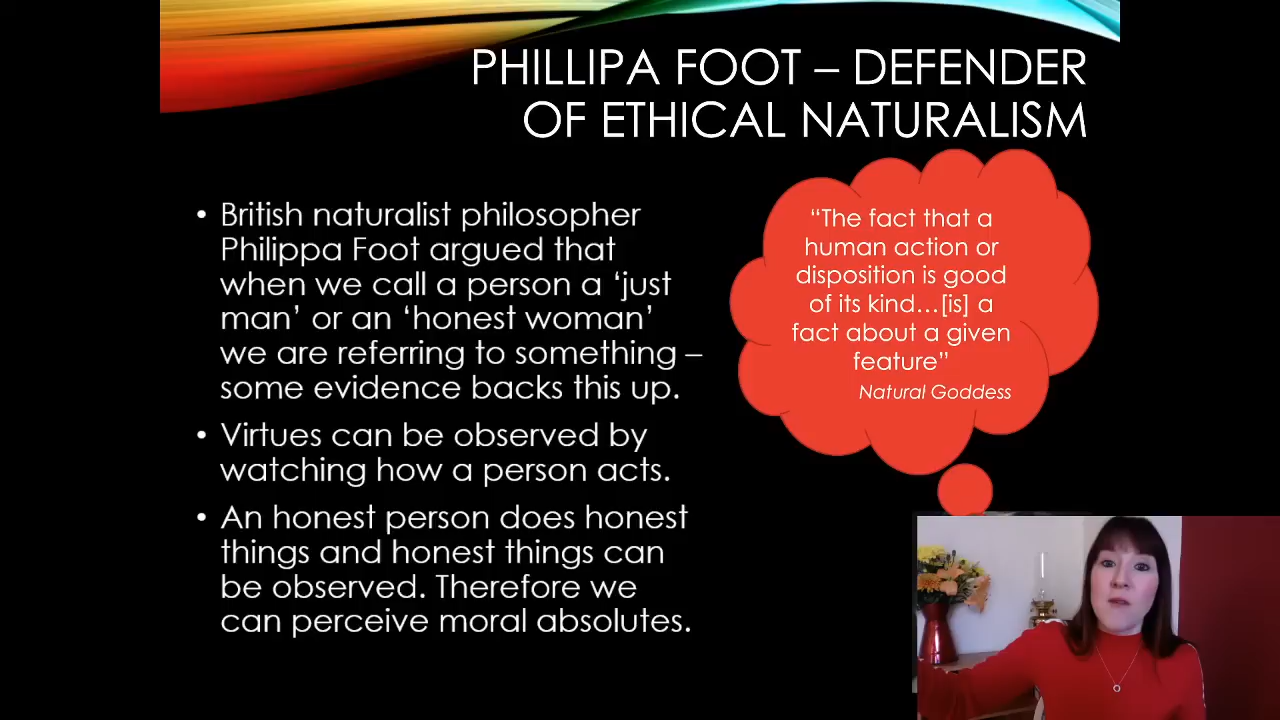 PHILLIPA FOOT – DEFENDER
OF ETHICAL NATURALISM
• British naturalist philosopher
Philippa Foot argued that
when we call a person a ‘just
man’ or an ‘honest woman’
we are referring to something –
some evidence backs this up.
• Virtues can be observed by
watching how a person acts.
• An honest person does honest
things and honest things can
be observed. Therefore we
can perceive moral absolutes.
“The fact that a
human action or
disposition is good
of its kind…[is] a
fact about a given
feature”
Natural Goddess